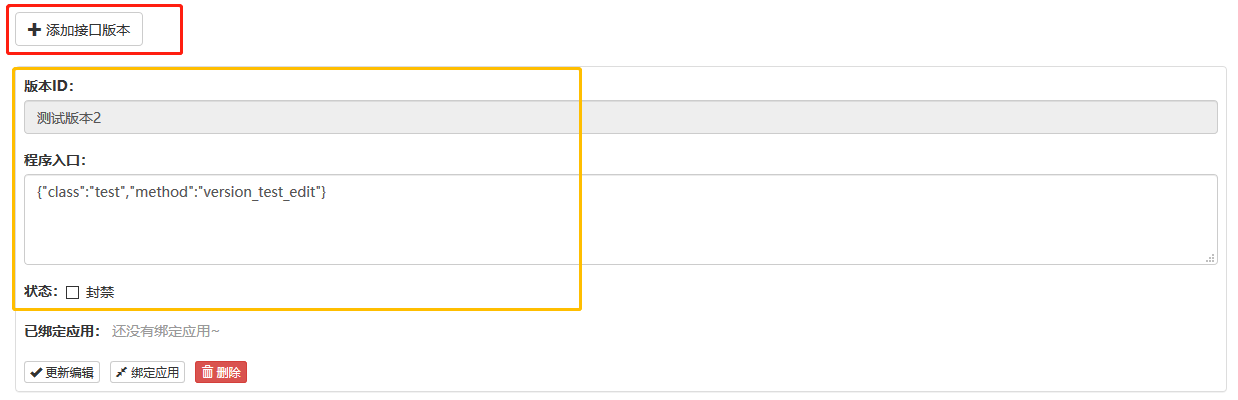 添加接口版本
版本ID:
测试版本2
程序入口:
{"class":"test","method":"version_test_edit"}
状态: 封禁
已绑定应用: 还没有绑定应用~
更新编辑 绑定应用 删除